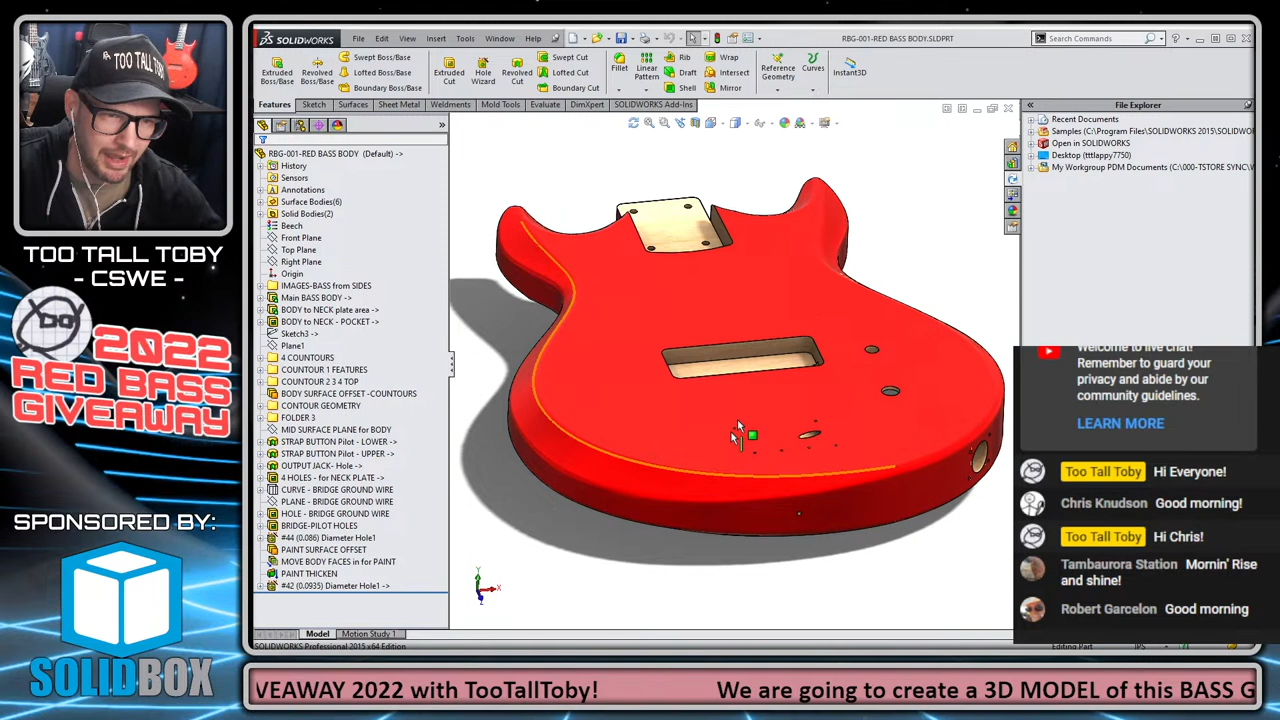 TOO TALL TOBY
TOO TALL TOBY
- CSWE -
2022
RED BASS
GIVEAWAY
SPONSORED BY:
SOLIDBOX
SOLIDWORKS
File Edit View Insert Tools Window Help
RBG-001-RED BASS BODY.SLDPRT
Search Commands
Extruded Boss/Base
Revolved Boss/Base
Swept Boss/Base
Lofted Boss/Base
Boundary Boss/Base
Extruded Cut
Hole Wizard
Revolved Cut
Swept Cut
Lofted Cut
Boundary Cut
Fillet
Linear Pattern
Rib
Draft
Shell
Wrap
Intersect
Mirror
Reference Geometry
Curves
Instant3D
Features Sketch Surfaces Sheet Metal Weldments Mold Tools Evaluate DimXpert SOLIDWORKS Add-Ins
RBG-001-RED BASS BODY (Default) ->
History
Sensors
Annotations
Surface Bodies(6)
Solid Bodies(2)
Beech
Front Plane
Top Plane
Right Plane
Origin
IMAGES-BASS from SIDES
Main BASS BODY ->
BODY to NECK plate area ->
BODY to NECK - POCKET ->
Sketch3 ->
Plane1
4 COUNTOURS
COUNTOUR 1 FEATURES
COUNTOUR 2 3 4 TOP
BODY SURFACE OFFSET -COUNTOURS
CONTOUR GEOMETRY
FOLDER 3
MID SURFACE PLANE for BODY
STRAP BUTTON Pilot - LOWER ->
STRAP BUTTON Pilot - UPPER ->
OUTPUT JACK- Hole ->
4 HOLES - for NECK PLATE ->
CURVE - BRIDGE GROUND WIRE
PLANE - BRIDGE GROUND WIRE
HOLE - BRIDGE GROUND WIRE
BRIDGE-PILOT HOLES
#44 (0.086) Diameter Hole1
PAINT SURFACE OFFSET
MOVE BODY FACES in for PAINT
PAINT THICKEN
#42 (0.0935) Diameter Hole1 ->
Model Motion Study 1
SOLIDWORKS Professional 2015 x64 Edition
Editing Part
IPS
File Explorer
Recent Documents
Samples (C:\Program Files\SOLIDWORKS 2015\SOLIDWOR
Open in SOLIDWORKS
Desktop (tttlappy7750)
My Workgroup PDM Documents (C:\000-TSTORE SYNC\W
Welcome to live chat!
Remember to guard your
privacy and abide by our
community guidelines.
LEARN MORE
Too Tall Toby Hi Everyone!
Chris Knudson Good morning!
Too Tall Toby Hi Chris!
Tambaurora Station Mornin' Rise
and shine!
Robert Garcelon Good morning
VEAWAY 2022 with TooTallToby! We are going to create a 3D MODEL of this BASS G